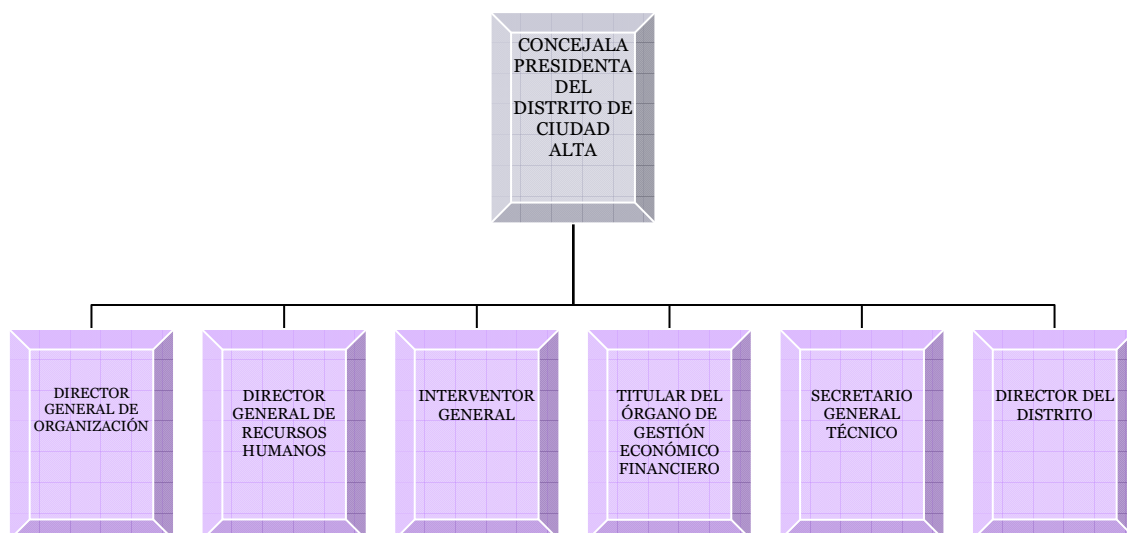 CONCEJALA
PRESIDENTA
DEL
DISTRITO DE
CIUDAD
ALTA
DIRECTOR
GENERAL DE
ORGANIZACIÓN
DIRECTOR
GENERAL DE
RECURSOS
HUMANOS
INTERVENTOR
GENERAL
TITULAR DEL
ÓRGANO DE
GESTIÓN
ECONÓMICO
FINANCIERO
SECRETARIO
GENERAL
TÉCNICO
DIRECTOR DEL
DISTRITO